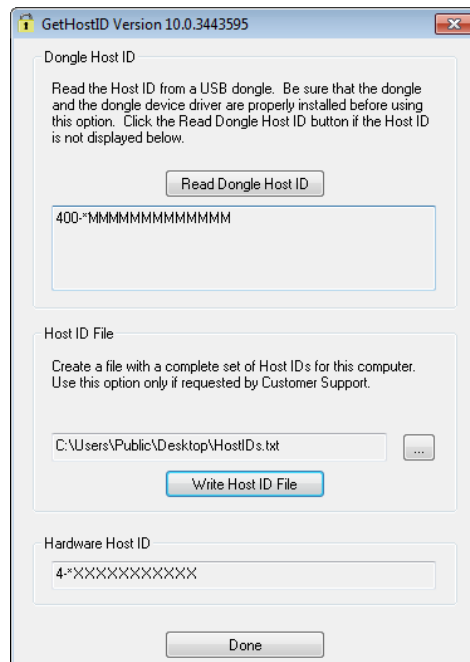 GetHostID Version 10.0.3443595
Dongle Host ID
Read the Host ID from a USB dongle. Be sure that the dongle
and the dongle device driver are properly installed before using
this option. Click the Read Dongle Host ID button if the Host ID
is not displayed below.
Read Dongle Host ID
400-*MMMMMMMMMMMMM
Host ID File
Create a file with a complete set of Host IDs for this computer.
Use this option only if requested by Customer Support.
C:\Users\Public\Desktop\HostIDs.txt
...
Write Host ID File
Hardware Host ID
4-*XXXXXXXXXXX
Done